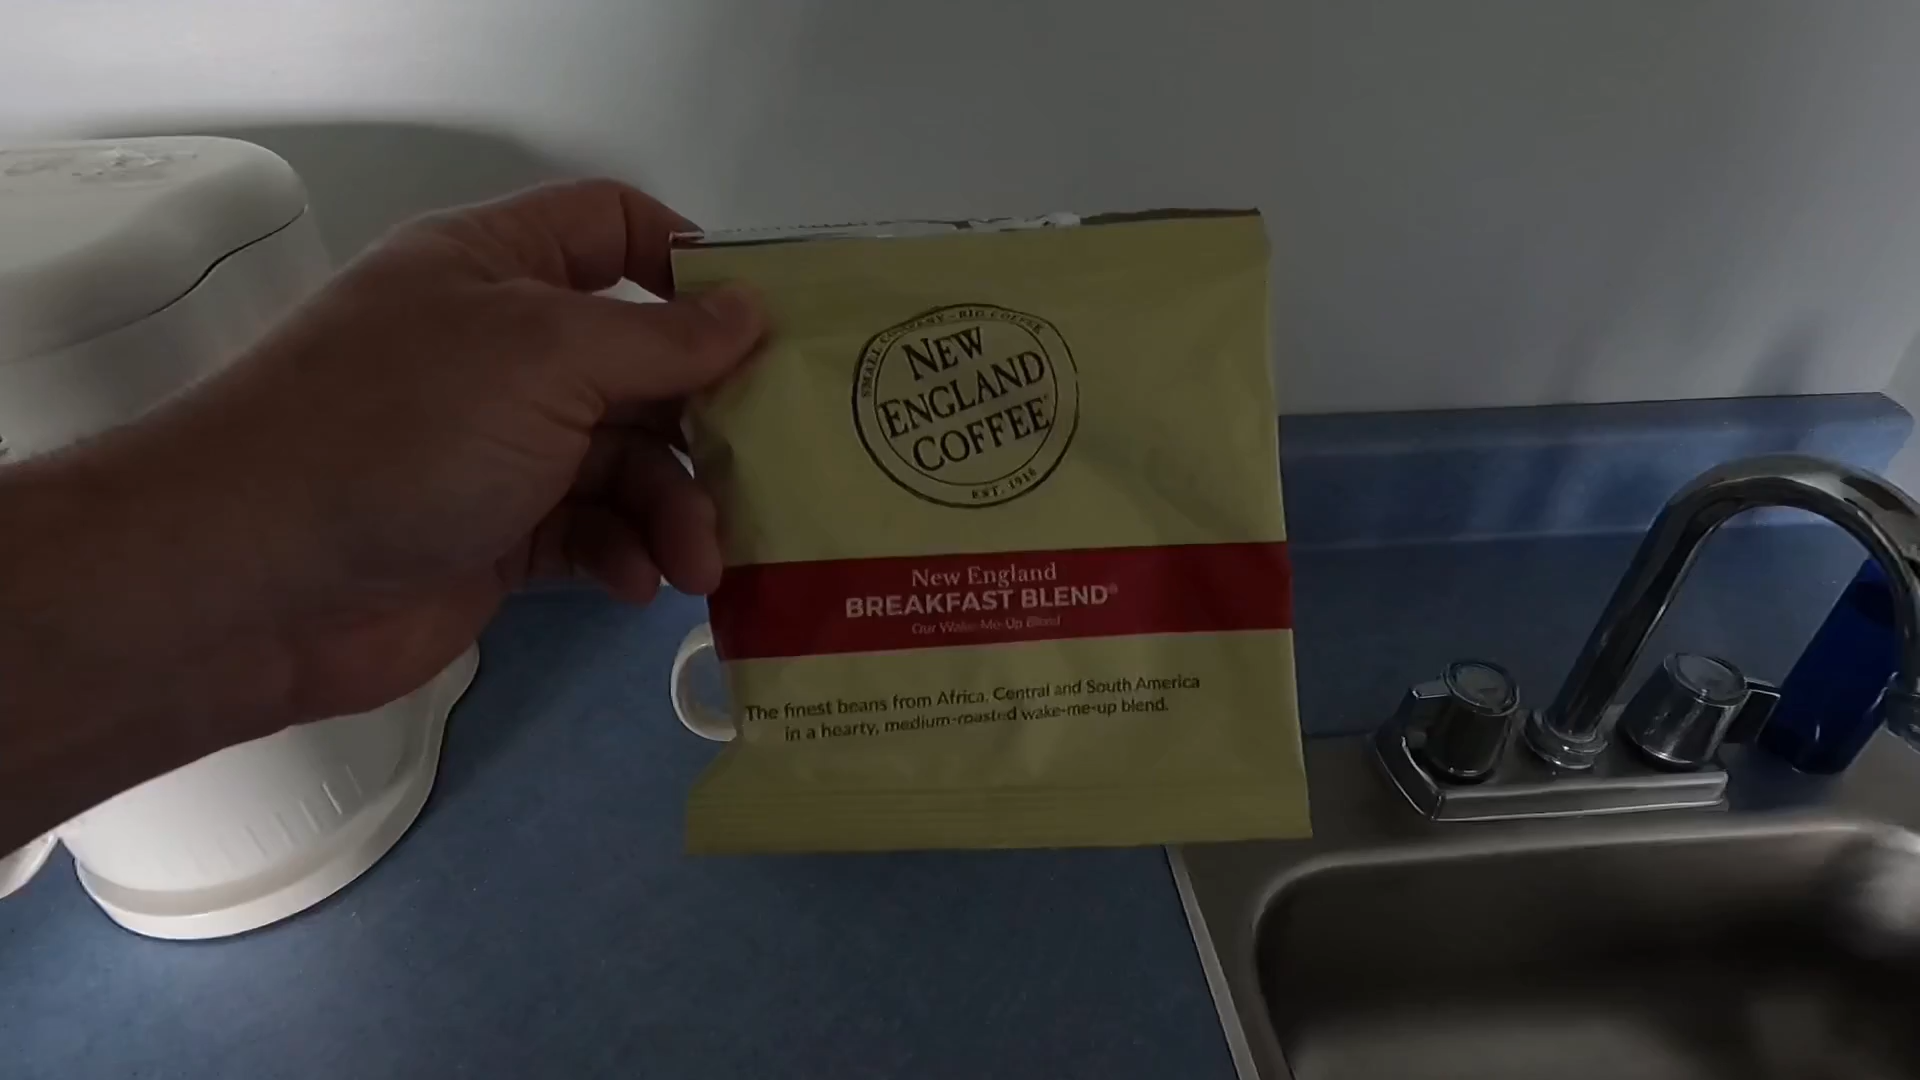 SMALL COMPANY - BIG COFFEE
NEW
ENGLAND
COFFEE
EST. 1916
New England
BREAKFAST BLEND®
Our Wake-Me-Up Blend
The finest beans from Africa, Central and South America
in a hearty, medium-roasted wake-me-up blend.